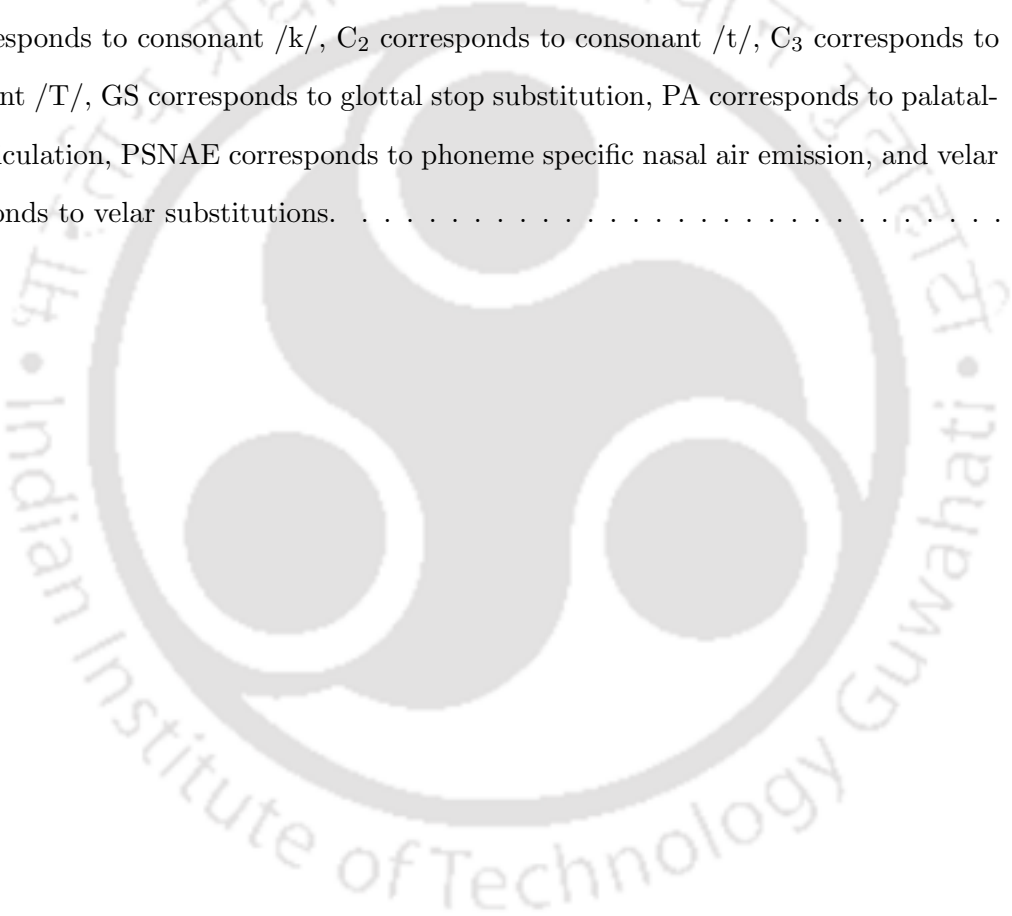 esponds to consonant /k/, C₂ corresponds to consonant /t/, C₃ corresponds to
nt /T/, GS corresponds to glottal stop substitution, PA corresponds to palatal-
culation, PSNAE corresponds to phoneme specific nasal air emission, and velar
onds to velar substitutions. . . . . . . . . . . . . . . . . . . . . . . . . . . . . .
Indian Institute of Technology Guwahati